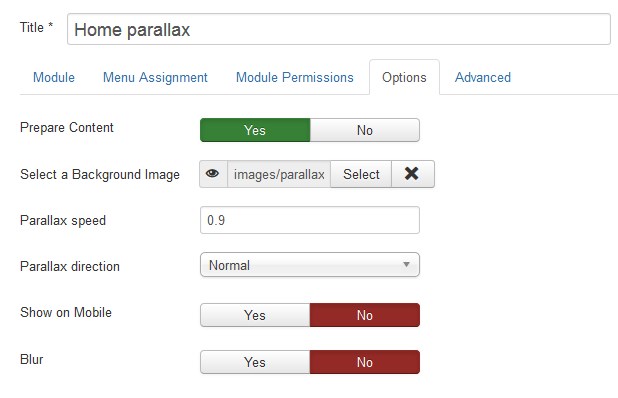 Title * Home parallax
Module Menu Assignment Module Permissions Options Advanced
Prepare Content Yes No
Select a Background Image images/parallax Select
Parallax speed 0.9
Parallax direction Normal
Show on Mobile Yes No
Blur Yes No